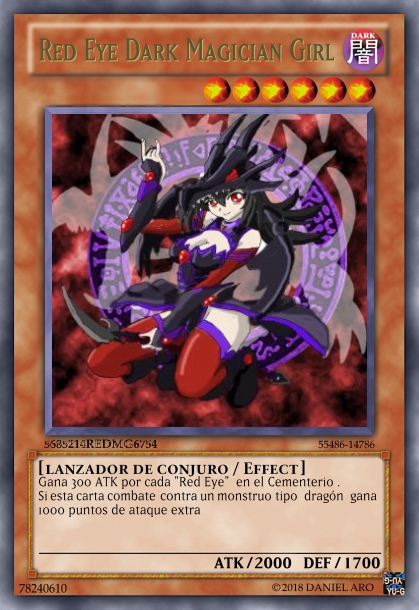 Red Eye Dark Magician Girl
DARK
闇
5685214REDMG6754
55486-14786
[LANZADOR DE CONJURO / EFFECT]
Gana 300 ATK por cada "Red Eye" en el Cementerio .
Si esta carta combate contra un monstruo tipo dragón gana
1000 puntos de ataque extra
ATK/2000 DEF/1700
78240610
©2018 DANIEL ARO